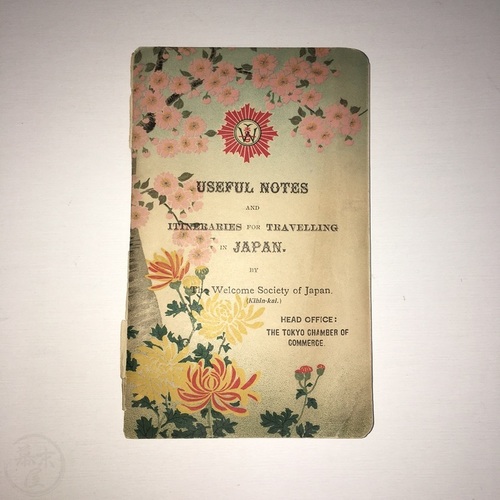 W
USEFUL NOTES
AND
ITINERARIES FOR TRAVELLING
IN JAPAN.
BY
The Welcome Society of Japan.
(Kihin-kai.)
HEAD OFFICE:
THE TOKYO CHAMBER OF
COMMERCE.